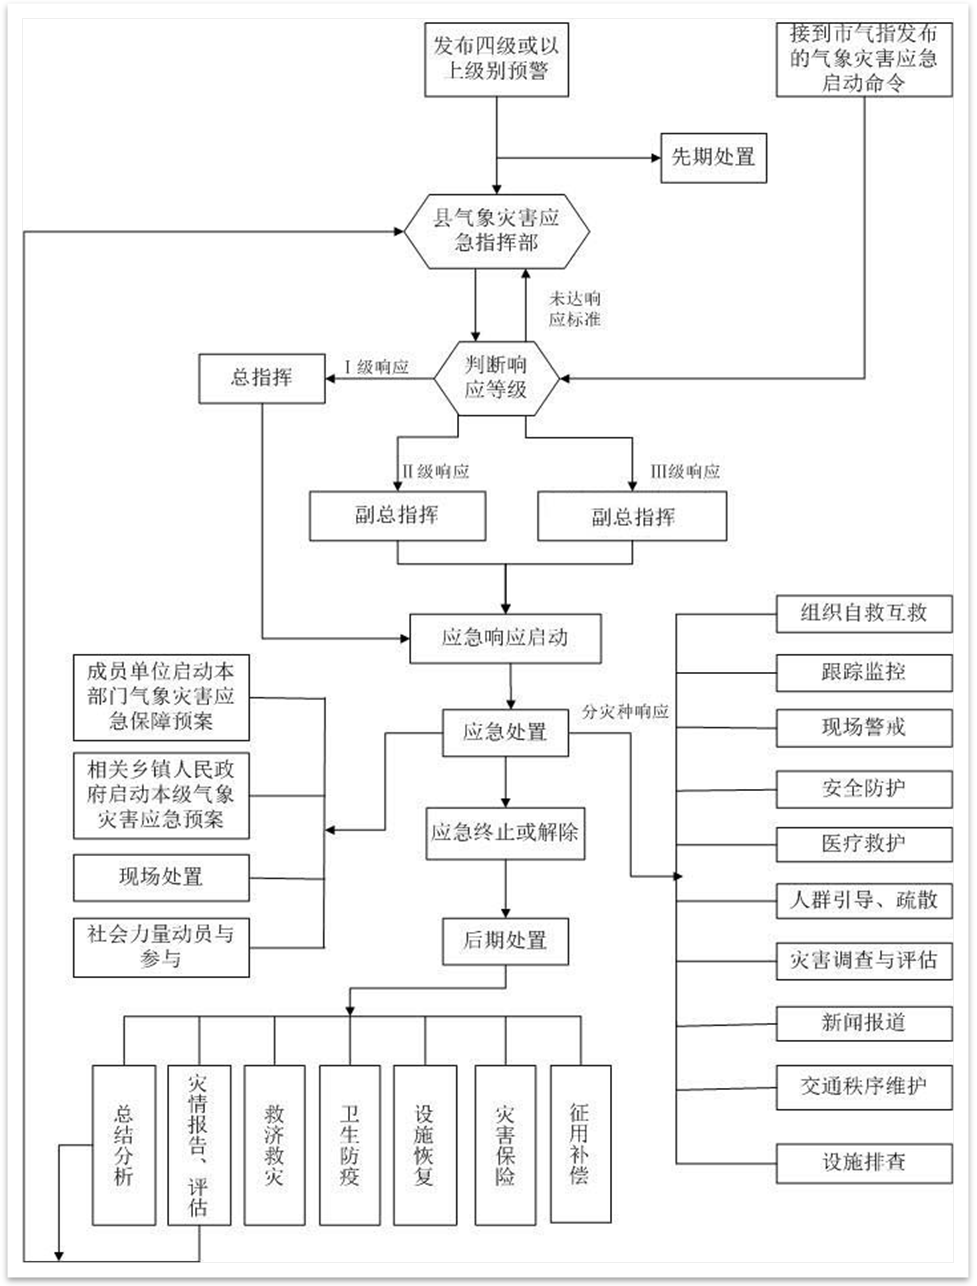 发布四级或以
上级别预警
接到市气指发布
的气象灾害应急
启动命令
先期处置
县气象灾害应
急指挥部
未达响
应标准
判断响
应等级
Ⅰ级响应
总指挥
Ⅱ级响应
Ⅲ级响应
副总指挥
副总指挥
应急响应启动
组织自救互救
成员单位启动本
部门气象灾害应
急保障预案
跟踪监控
分灾种响应
应急处置
现场警戒
相关乡镇人民政
府启动本级气象
灾害应急预案
安全防护
应急终止或解除
医疗救护
现场处置
人群引导、疏散
社会力量动员与
参与
后期处置
灾害调查与评估
新闻报道
交通秩序维护
设施排查
总结分析
灾情报告、评估
救济救灾
卫生防疫
设施恢复
灾害保险
征用补偿